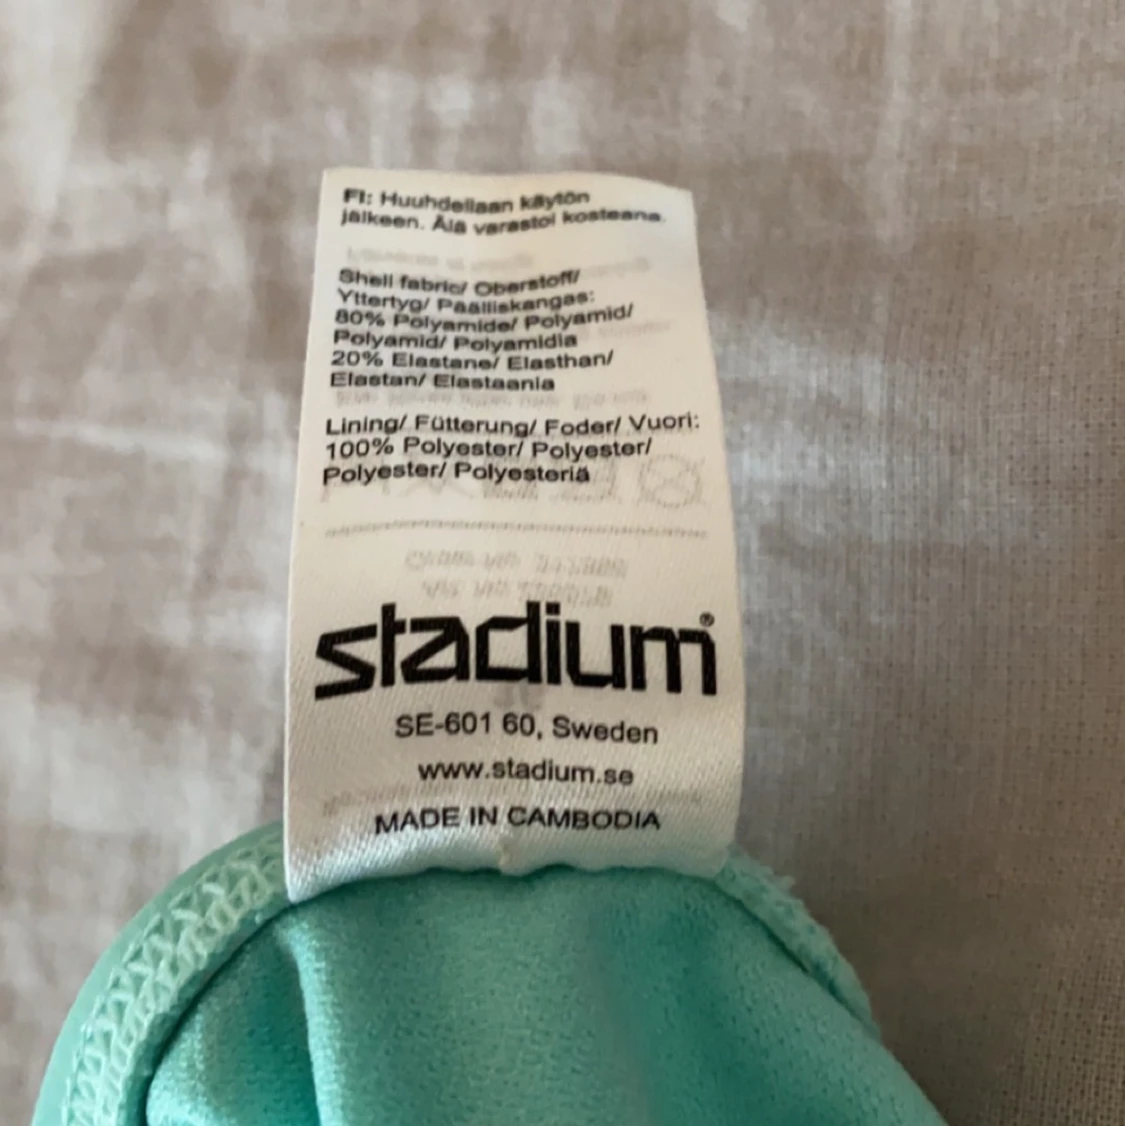 FI: Huuhdellaan käytön
jälkeen. Älä varastoi kosteana.
Shell fabric/ Oberstoff/
Yttertyg/ Päälliskangas:
80% Polyamide/ Polyamid/
Polyamid/ Polyamidia
20% Elastane/ Elasthan/
Elastan/ Elastaania
Lining/ Fütterung/ Foder/ Vuori:
100% Polyester/ Polyester/
Polyester/ Polyesteriä
stadium®
SE-601 60, Sweden
www.stadium.se
MADE IN CAMBODIA